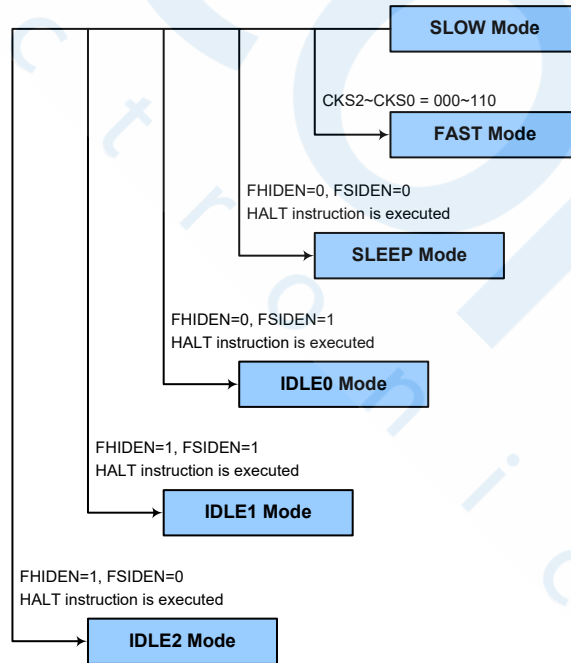 SLOW Mode
CKS2~CKS0 = 000~110
FAST Mode
FHIDEN=0, FSIDEN=0
HALT instruction is executed
SLEEP Mode
FHIDEN=0, FSIDEN=1
HALT instruction is executed
IDLE0 Mode
FHIDEN=1, FSIDEN=1
HALT instruction is executed
IDLE1 Mode
FHIDEN=1, FSIDEN=0
HALT instruction is executed
IDLE2 Mode
c t r o n i c